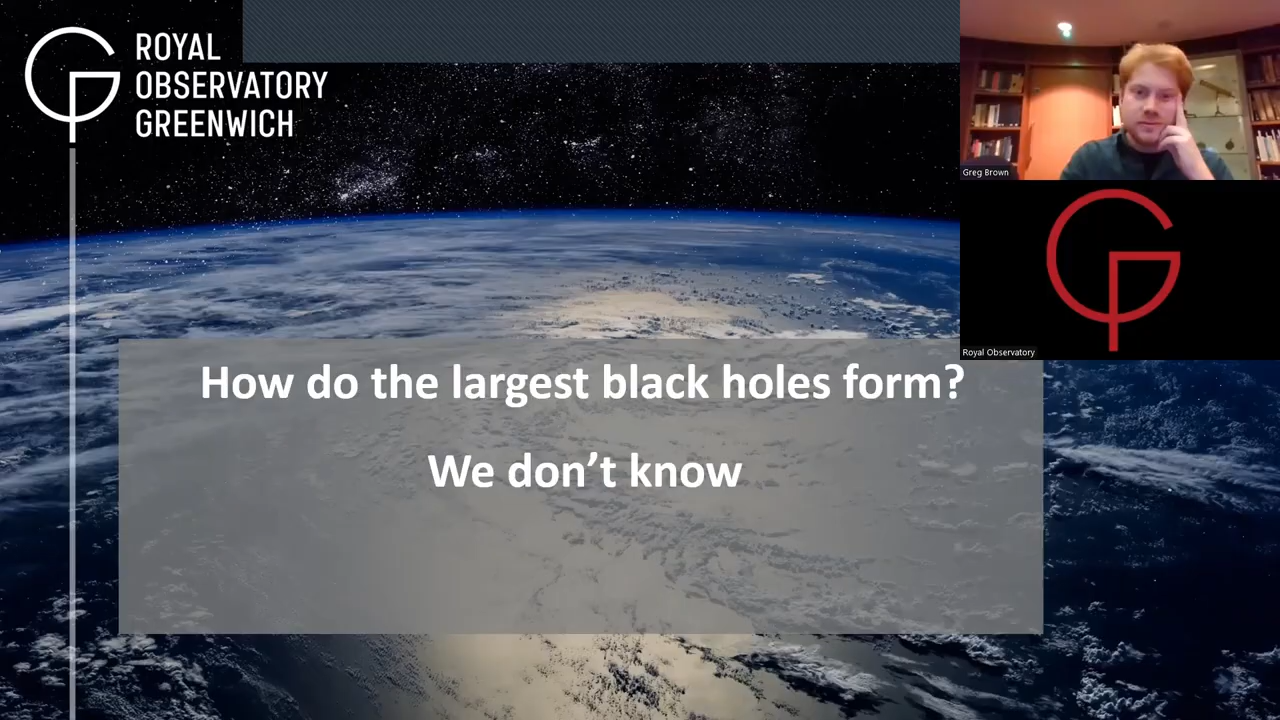 ROYAL
OBSERVATORY
GREENWICH
Greg Brown
Royal Observatory
How do the largest black holes form?
We don’t know